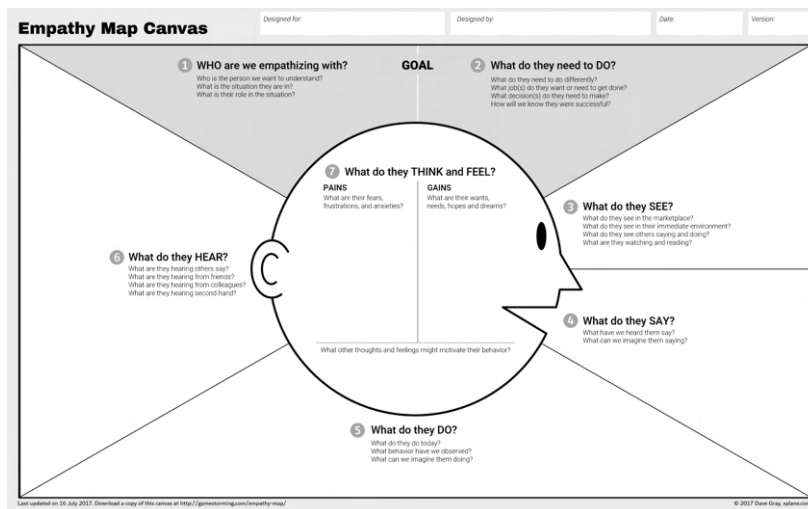 Empathy Map Canvas
Designed for:
Designed by:
Date:
Version:
1 WHO are we empathizing with?
Who is the person we want to understand?
What is the situation they are in?
What is their role in the situation?
GOAL
2 What do they need to DO?
What do they need to do differently?
What job(s) do they want or need to get done?
What decision(s) do they need to make?
How will we know they were successful?
7 What do they THINK and FEEL?
PAINS
What are their fears,
frustrations, and anxieties?
GAINS
What are their wants,
needs, hopes and dreams?
3 What do they SEE?
What do they see in the marketplace?
What do they see in their immediate environment?
What do they see others saying and doing?
What are they watching and reading?
6 What do they HEAR?
What are they hearing others say?
What are they hearing from friends?
What are they hearing from colleagues?
What are they hearing second-hand?
4 What do they SAY?
What have we heard them say?
What can we imagine them saying?
What other thoughts and feelings might motivate their behavior?
5 What do they DO?
What do they do today?
What behavior have we observed?
What can we imagine them doing?
Last updated on 16 July 2017. Download a copy of this canvas at http://gamestorming.com/empathy-map/
© 2017 Dave Gray, xplane.com